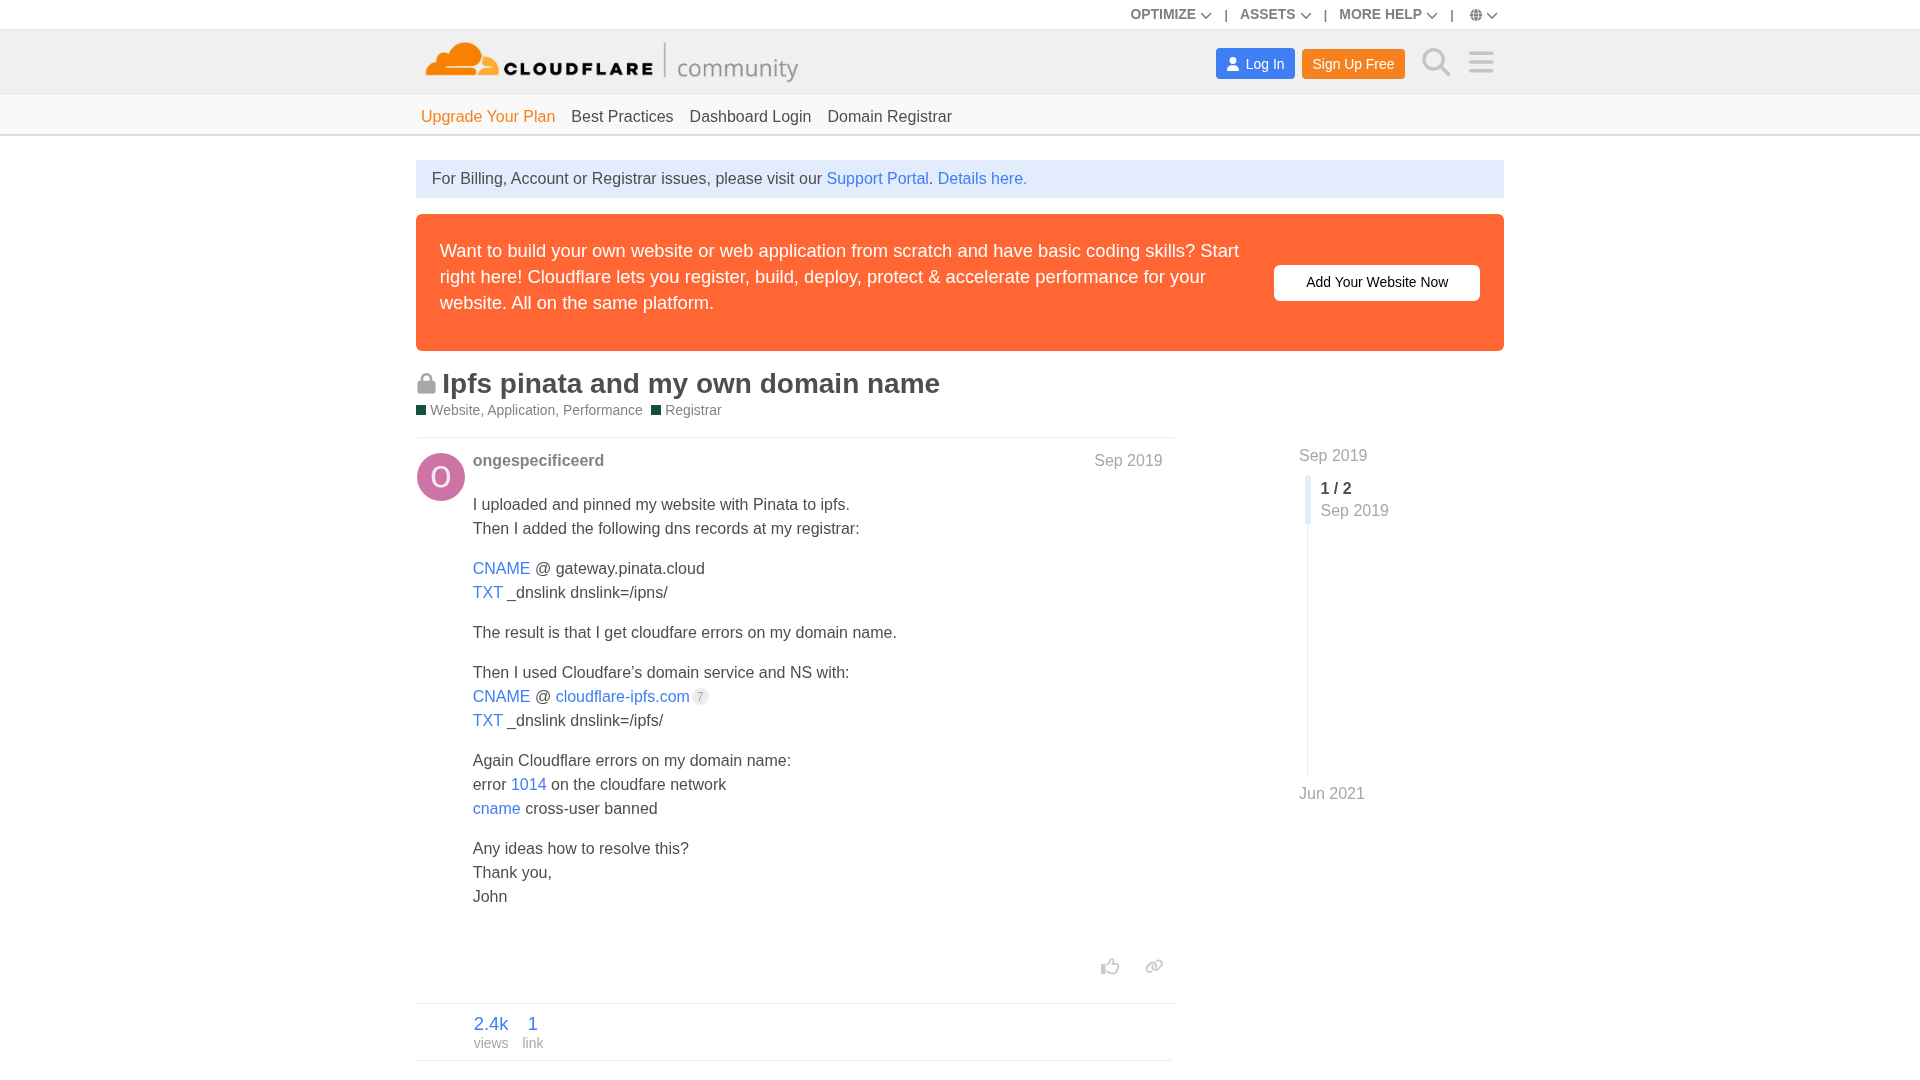 OPTIMIZE | ASSETS | MORE HELP |
CLOUDFLARE | community
Log In
Sign Up Free
Upgrade Your Plan Best Practices Dashboard Login Domain Registrar
For Billing, Account or Registrar issues, please visit our Support Portal. Details here.
Want to build your own website or web application from scratch and have basic coding skills? Start
right here! Cloudflare lets you register, build, deploy, protect & accelerate performance for your
website. All on the same platform.
Add Your Website Now
Ipfs pinata and my own domain name
Website, Application, Performance Registrar
O
ongespecificeerd
Sep 2019
I uploaded and pinned my website with Pinata to ipfs.
Then I added the following dns records at my registrar:
CNAME @ gateway.pinata.cloud
TXT _dnslink dnslink=/ipns/
The result is that I get cloudfare errors on my domain name.
Then I used Cloudfare’s domain service and NS with:
CNAME @ cloudflare-ipfs.com 7
TXT _dnslink dnslink=/ipfs/
Again Cloudflare errors on my domain name:
error 1014 on the cloudfare network
cname cross-user banned
Any ideas how to resolve this?
Thank you,
John
2.4k views
1 link
Sep 2019
1 / 2
Sep 2019
Jun 2021